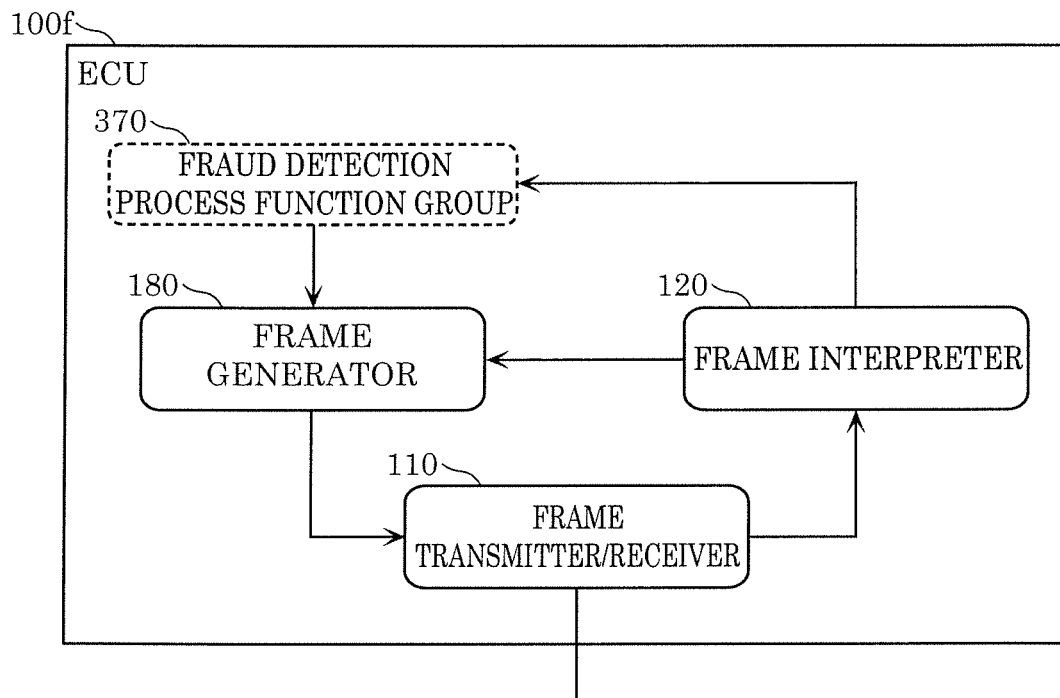 100f
ECU
370
FRAUD DETECTION
PROCESS FUNCTION GROUP
180
FRAME
GENERATOR
120
FRAME INTERPRETER
110
FRAME
TRANSMITTER/RECEIVER